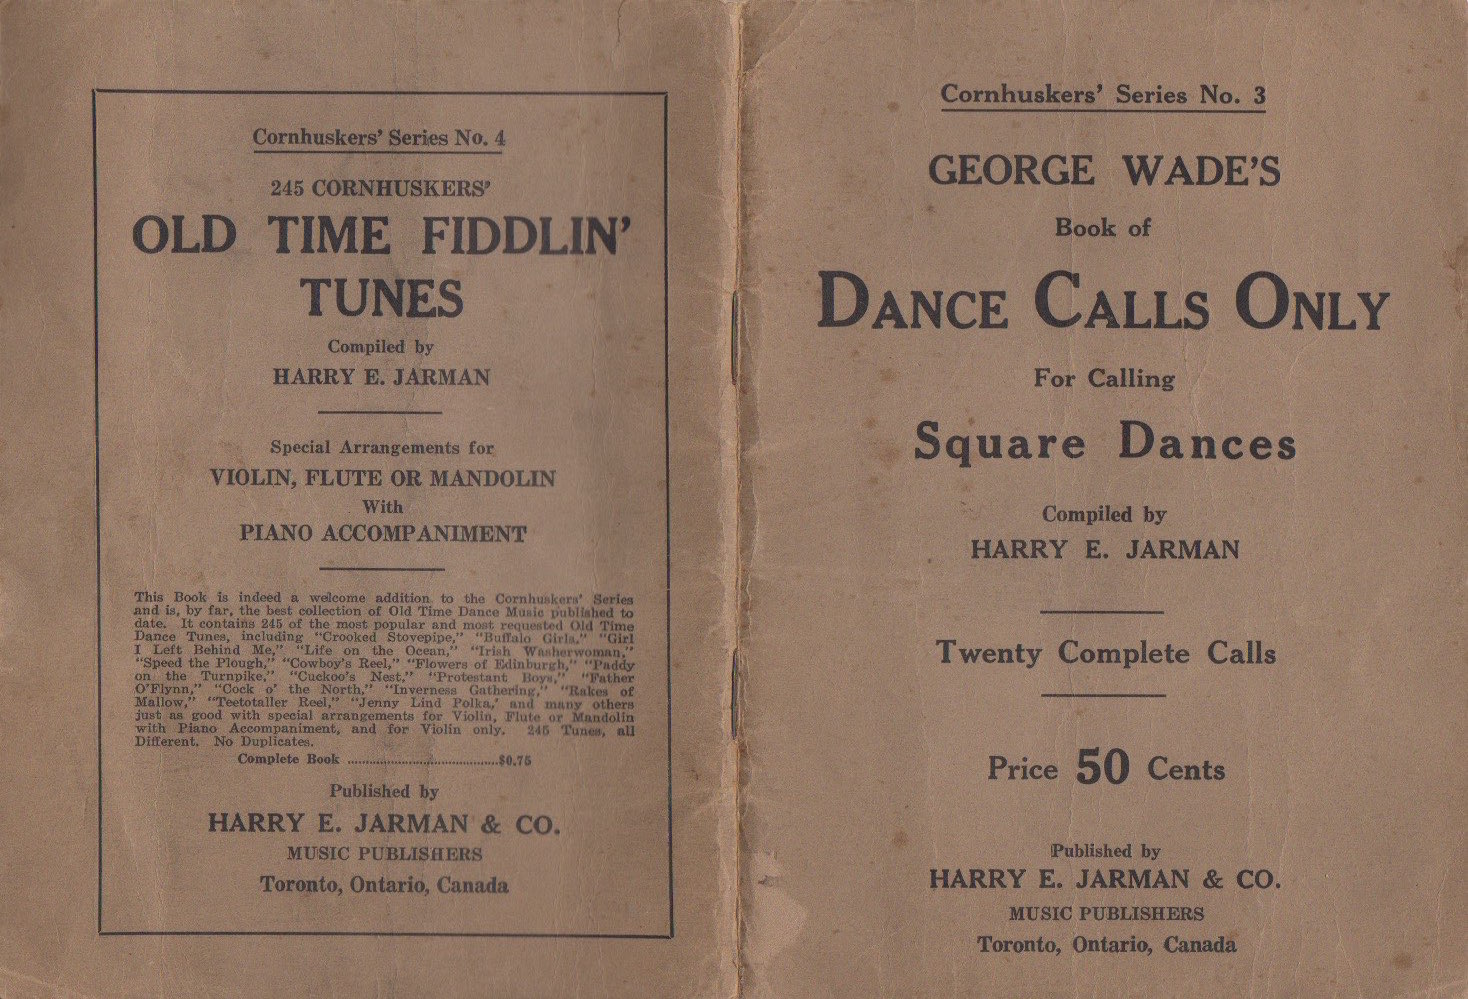 Cornhuskers' Series No. 4
245 CORNHUSKERS'
OLD TIME FIDDLIN'
TUNES
Compiled by
HARRY E. JARMAN
Special Arrangements for
VIOLIN, FLUTE OR MANDOLIN
With
PIANO ACCOMPANIMENT
This Book is indeed a welcome addition to the Cornhuskers' Series
and is, by far, the best collection of Old Time Dance Music published to
date. It contains 245 of the most popular and most requested Old Time
Dance Tunes, including "Crooked Stovepipe," "Buffalo Girls," "Girl
I Left Behind Me," "Life on the Ocean," "Irish Washerwoman,"
"Speed the Plough," "Cowboy's Reel," "Flowers of Edinburgh," "Paddy
on the Turnpike," "Cuckoo's Nest," "Protestant Boys," "Father
O'Flynn," "Cock o' the North," "Inverness Gathering," "Rakes of
Mallow," "Teetotaller Reel," "Jenny Lind Polka,' and many others
just as good with special arrangements for Violin, Flute or Mandolin
with Piano Accompaniment, and for Violin only. 245 Tunes, all
Different. No Duplicates.
Complete Book ........................................$0.75
Published by
HARRY E. JARMAN & CO.
MUSIC PUBLISHERS
Toronto, Ontario, Canada
Cornhuskers' Series No. 3
GEORGE WADE'S
Book of
DANCE CALLS ONLY
For Calling
Square Dances
Compiled by
HARRY E. JARMAN
Twenty Complete Calls
Price 50 Cents
Published by
HARRY E. JARMAN & CO.
MUSIC PUBLISHERS
Toronto, Ontario, Canada